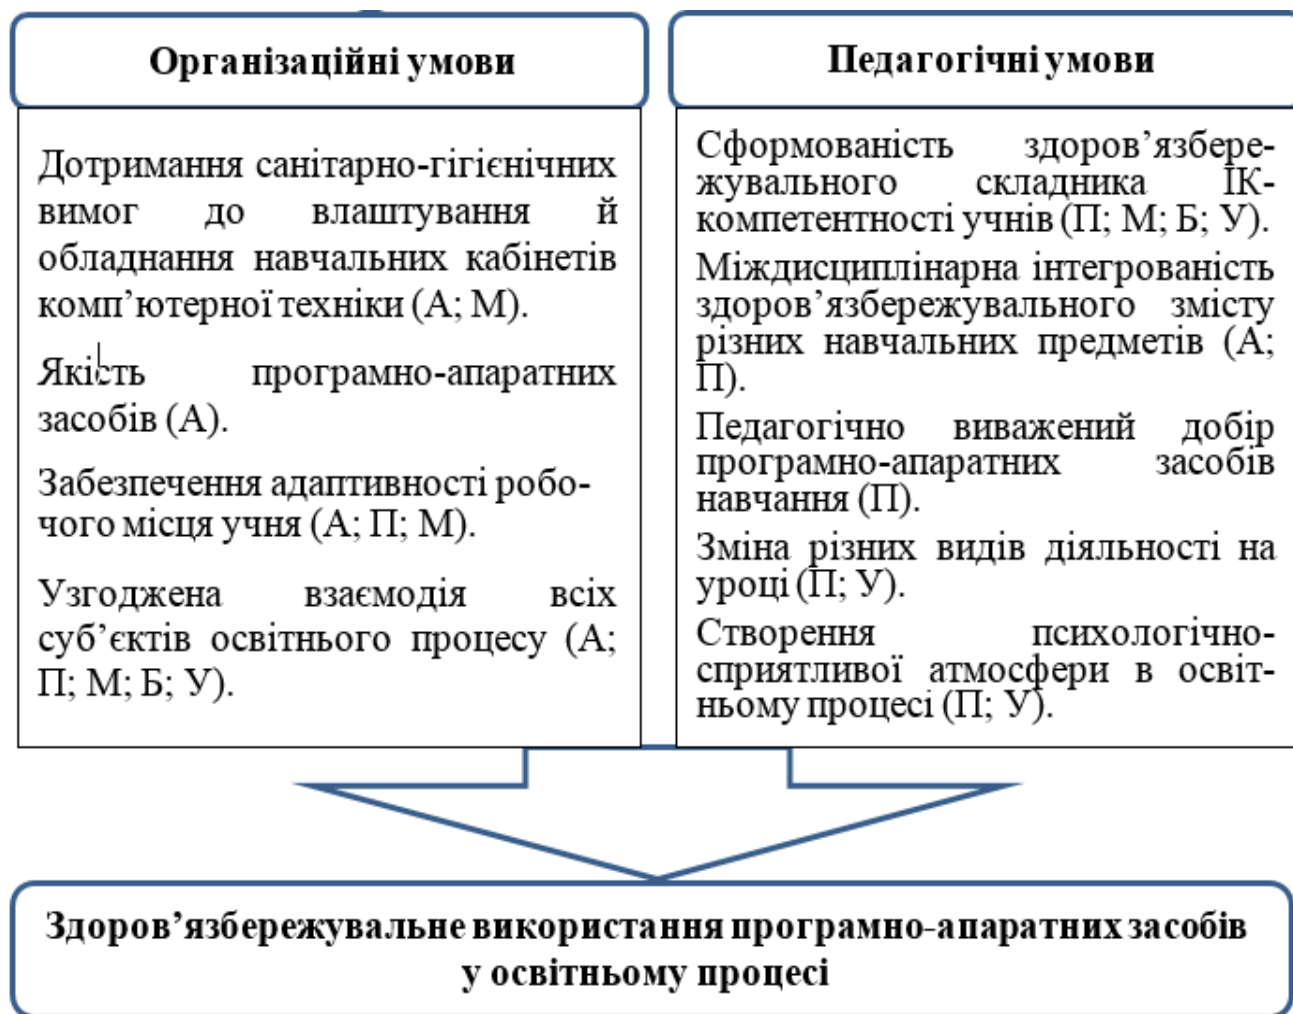 Організаційні умови
Дотримання санітарно-гігієнічних
вимог до влаштування й
обладнання навчальних кабінетів
комп’ютерної техніки (А; М).
Якість програмно-апаратних
засобів (А).
Забезпечення адаптивності робо-
чого місця учня (А; П; М).
Узгоджена взаємодія всіх
суб’єктів освітнього процесу (А;
П; М; Б; У).
Педагогічні умови
Сформованість здоров’язбере-
жувального складника ІК-
компетентності учнів (П; М; Б; У).
Міждисциплінарна інтегрованість
здоров’язбережувального змісту
різних навчальних предметів (А;
П).
Педагогічно виважений добір
програмно-апаратних засобів
навчання (П).
Зміна різних видів діяльності на
уроці (П; У).
Створення психологічно-
сприятливої атмосфери в освіт-
ньому процесі (П; У).
Здоров’язбережувальне використання програмно-апаратних засобів
у освітньому процесі